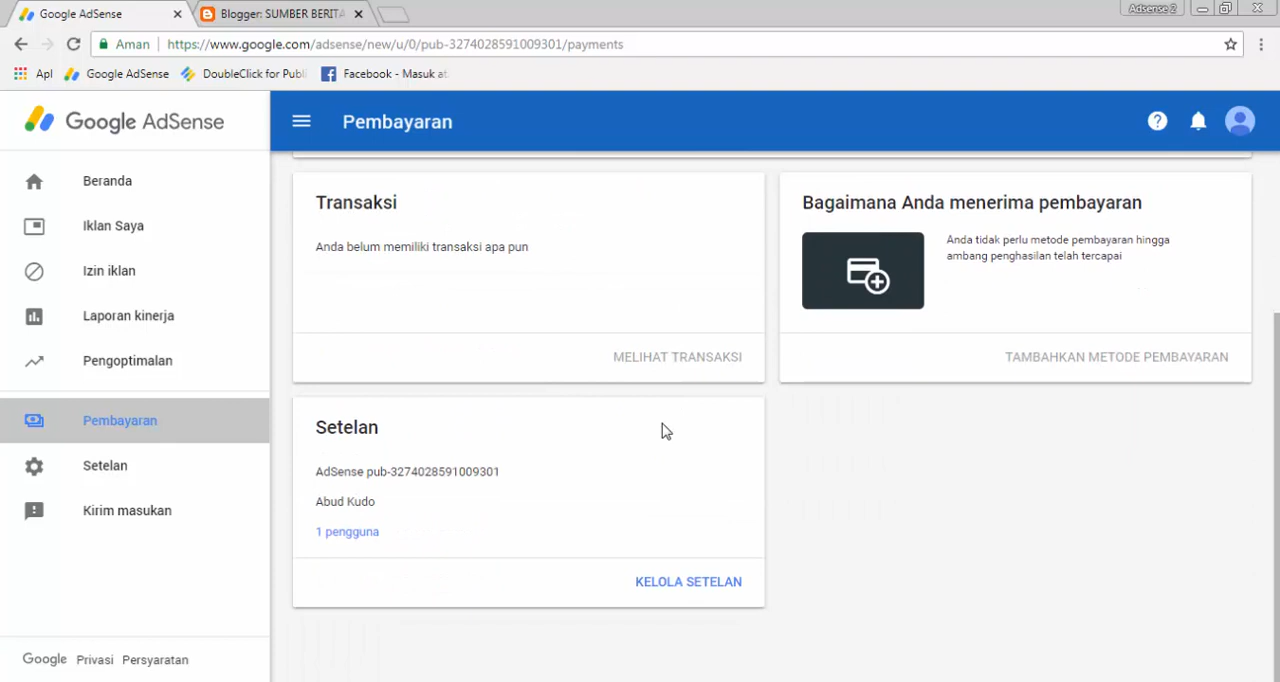 Google AdSense
Blogger: SUMBER BERITA
Adsense 2
Aman
https://www.google.com/adsense/new/u/0/pub-3274028591009301/payments
Apl
Google AdSense
DoubleClick for Publ
Facebook - Masuk at
Google AdSense
Pembayaran
Beranda
Iklan Saya
Izin iklan
Laporan kinerja
Pengoptimalan
Pembayaran
Setelan
Kirim masukan
Google Privasi Persyaratan
Transaksi
Anda belum memiliki transaksi apa pun
MELIHAT TRANSAKSI
Bagaimana Anda menerima pembayaran
Anda tidak perlu metode pembayaran hingga
ambang penghasilan telah tercapai
TAMBAHKAN METODE PEMBAYARAN
Setelan
AdSense pub-3274028591009301
Abud Kudo
1 pengguna
KELOLA SETELAN